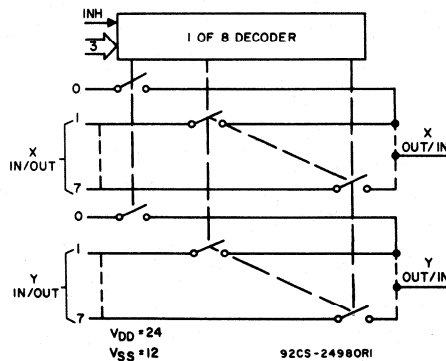 INH
3
1 OF 8 DECODER
0
1
X
IN/OUT
7
X
OUT/IN
0
1
Y
IN/OUT
7
Y
OUT/IN
VDD = 24
VSS = 12
92CS-24980R1